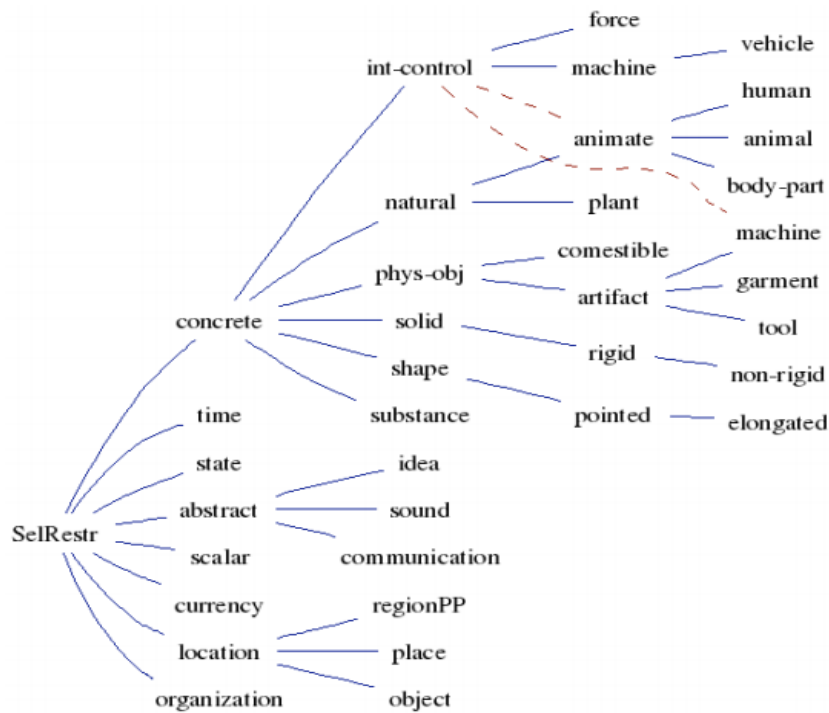 force
int-control
machine
vehicle
human
animate
animal
body-part
natural
plant
machine
comestible
phys-obj
artifact
garment
concrete
solid
tool
rigid
shape
non-rigid
time
substance
pointed
elongated
state
idea
abstract
sound
SelRestr
scalar
communication
currency
regionPP
location
place
organization
object